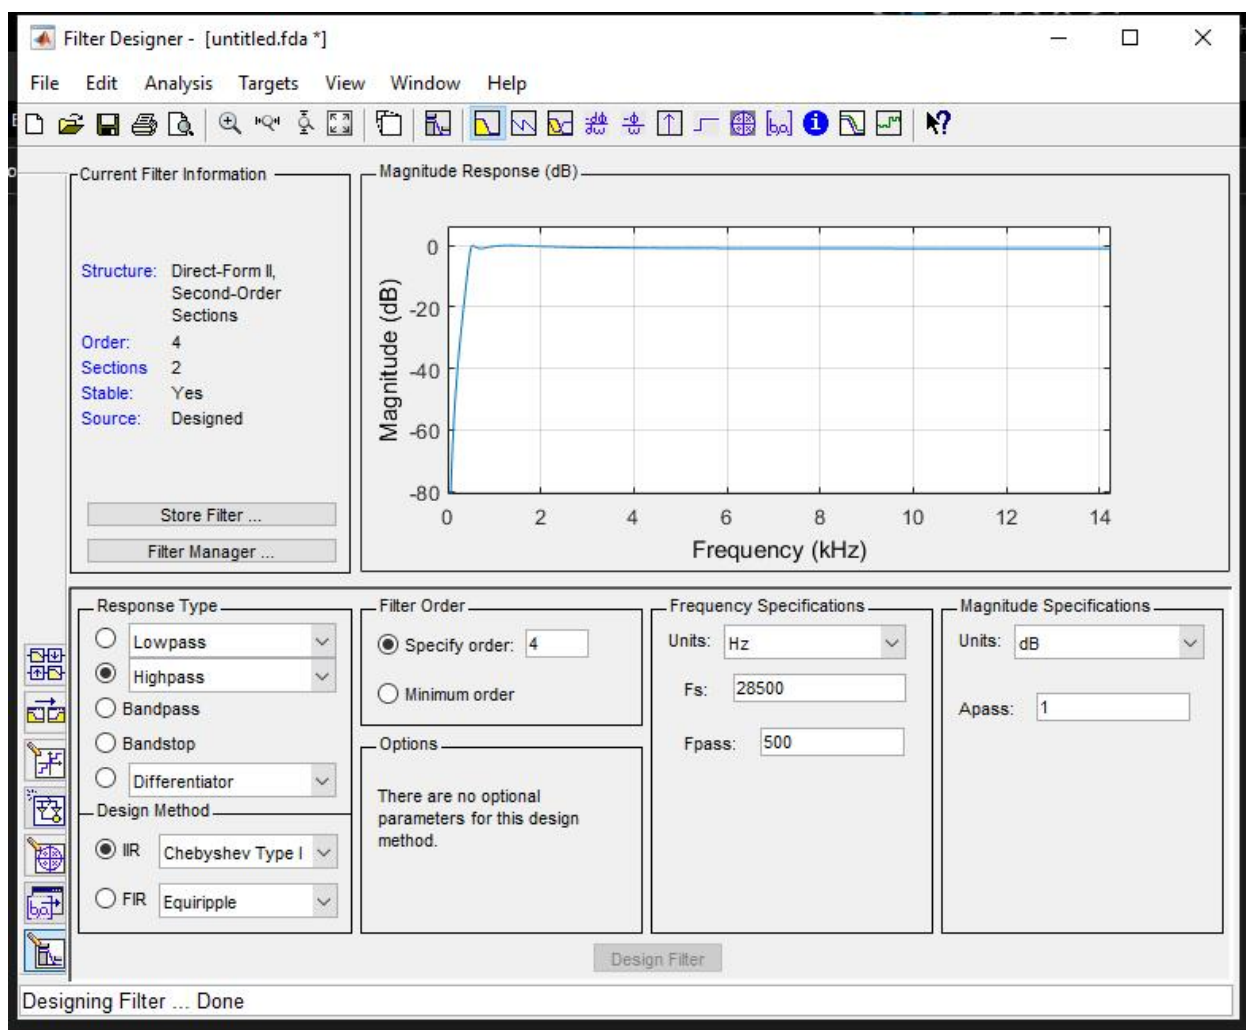 Filter Designer - [untitled.fda *]
File Edit Analysis Targets View Window Help
Current Filter Information
Structure: Direct-Form II,
Second-Order
Sections
Order: 4
Sections 2
Stable: Yes
Source: Designed
Store Filter ...
Filter Manager ...
Magnitude Response (dB)
Magnitude (dB)
0
-20
-40
-60
-80
0 2 4 6 8 10 12 14
Frequency (kHz)
Response Type
Lowpass
Highpass
Bandpass
Bandstop
Differentiator
Design Method
IIR Chebyshev Type I
FIR Equiripple
Filter Order
Specify order: 4
Minimum order
Options
There are no optional
parameters for this design
method.
Frequency Specifications
Units: Hz
Fs: 28500
Fpass: 500
Magnitude Specifications
Units: dB
Apass: 1
Design Filter
Designing Filter ... Done